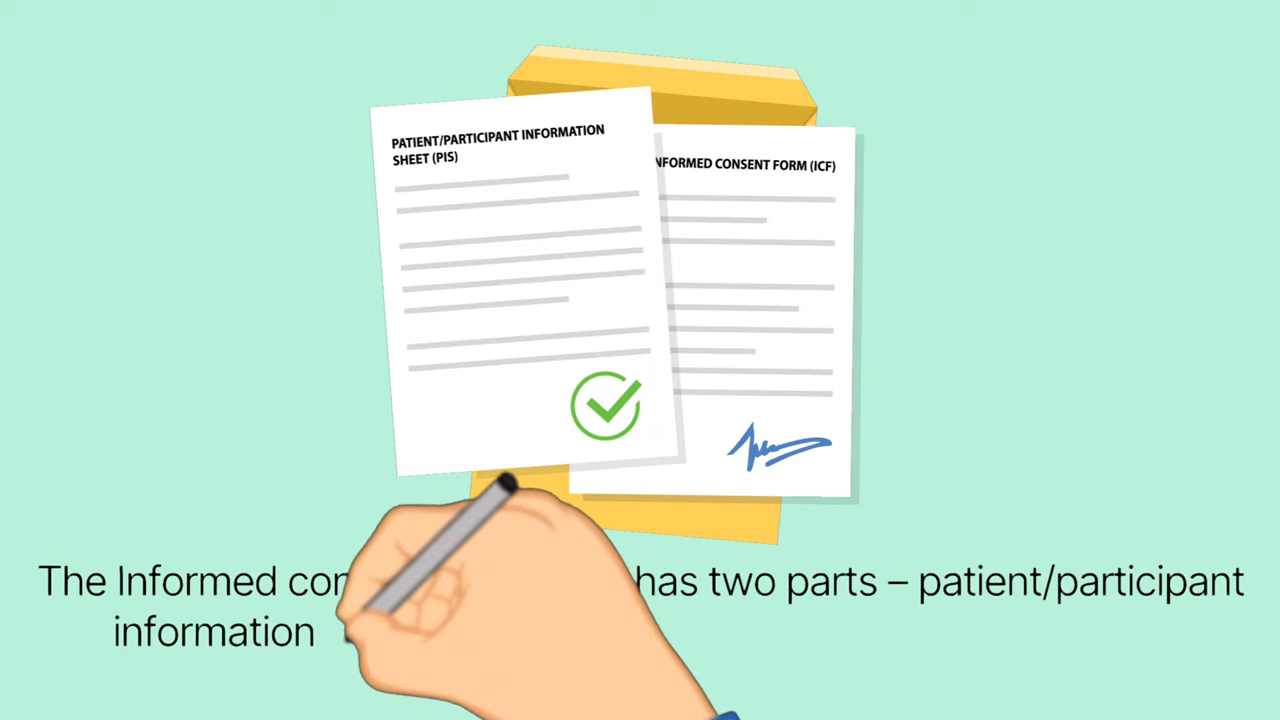 PATIENT/PARTICIPANT INFORMATION
SHEET (PIS)
NFORMED CONSENT FORM (ICF)
The Informed con has two parts – patient/participant
information